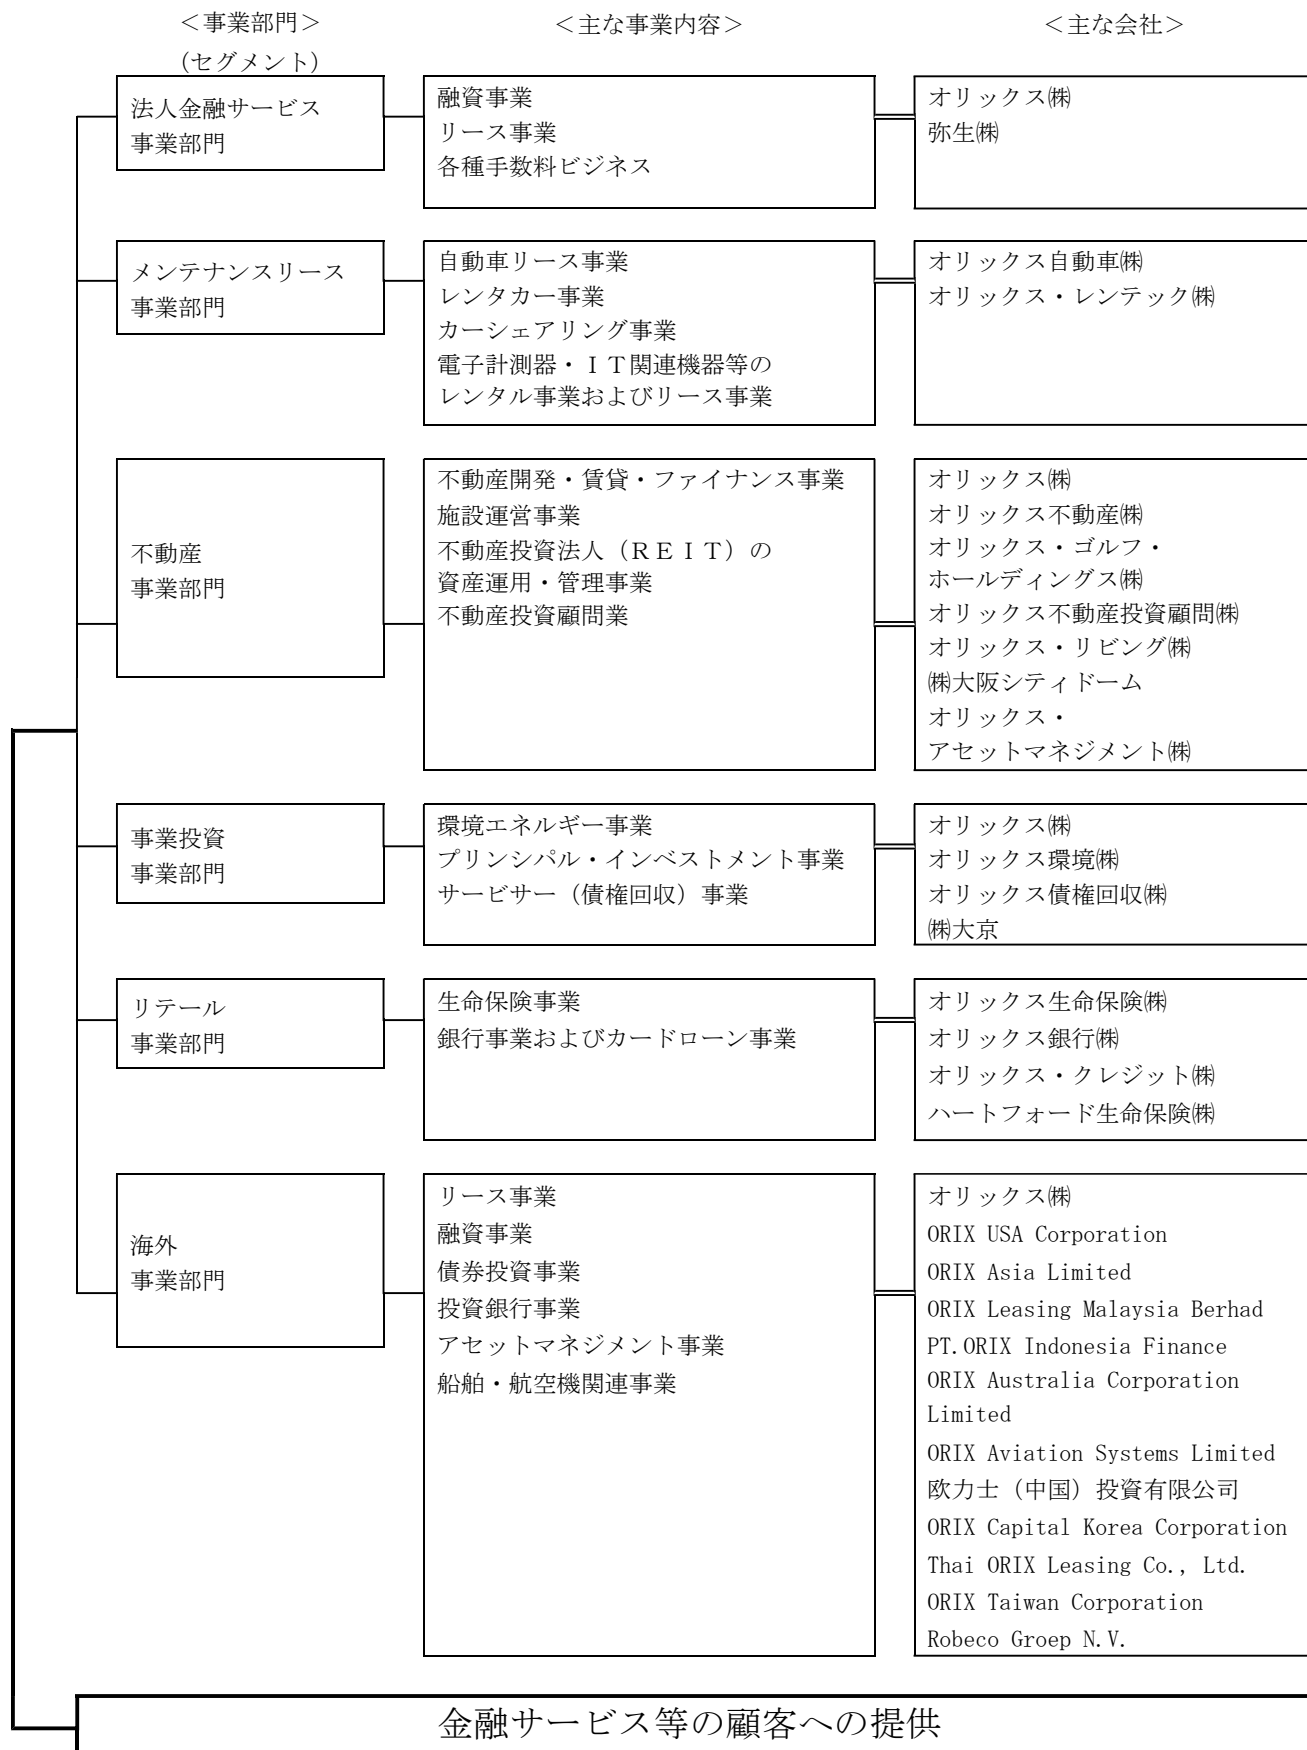 ＜事業部門＞
（セグメント）
＜主な事業内容＞
＜主な会社＞
法人金融サービス
事業部門
融資事業
リース事業
各種手数料ビジネス
オリックス㈱
弥生㈱
メンテナンスリース
事業部門
自動車リース事業
レンタカー事業
カーシェアリング事業
電子計測器・ＩＴ関連機器等の
レンタル事業およびリース事業
オリックス自動車㈱
オリックス・レンテック㈱
不動産
事業部門
不動産開発・賃貸・ファイナンス事業
施設運営事業
不動産投資法人（ＲＥＩＴ）の
資産運用・管理事業
不動産投資顧問業
オリックス㈱
オリックス不動産㈱
オリックス・ゴルフ・
ホールディングス㈱
オリックス不動産投資顧問㈱
オリックス・リビング㈱
㈱大阪シティドーム
オリックス・
アセットマネジメント㈱
事業投資
事業部門
環境エネルギー事業
プリンシパル・インベストメント事業
サービサー（債権回収）事業
オリックス㈱
オリックス環境㈱
オリックス債権回収㈱
㈱大京
リテール
事業部門
生命保険事業
銀行事業およびカードローン事業
オリックス生命保険㈱
オリックス銀行㈱
オリックス・クレジット㈱
ハートフォード生命保険㈱
海外
事業部門
リース事業
融資事業
債券投資事業
投資銀行事業
アセットマネジメント事業
船舶・航空機関連事業
オリックス㈱
ORIX USA Corporation
ORIX Asia Limited
ORIX Leasing Malaysia Berhad
PT.ORIX Indonesia Finance
ORIX Australia Corporation
Limited
ORIX Aviation Systems Limited
欧力士（中国）投資有限公司
ORIX Capital Korea Corporation
Thai ORIX Leasing Co., Ltd.
ORIX Taiwan Corporation
Robeco Groep N.V.
金融サービス等の顧客への提供